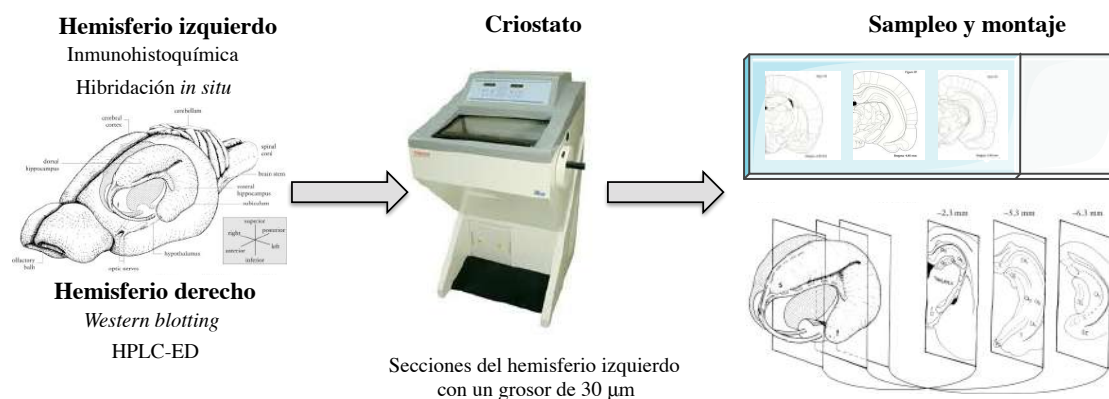 Hemisferio izquierdo
Inmunohistoquímica
Hibridación in situ
cerebellum
cerebral
cortex
spiral
cord
dorsal
hippocampus
brain stem
ventral
hippocampus
subiculum
superior
posterior
right
anterior
left
inferior
olfactory
bulb
optic nerves
hypothalamus
Hemisferio derecho
Western blotting
HPLC-ED
Criostato
Secciones del hemisferio izquierdo
con un grosor de 30 µm
Sampleo y montaje
-2.3 mm
-5.3 mm
-6.3 mm